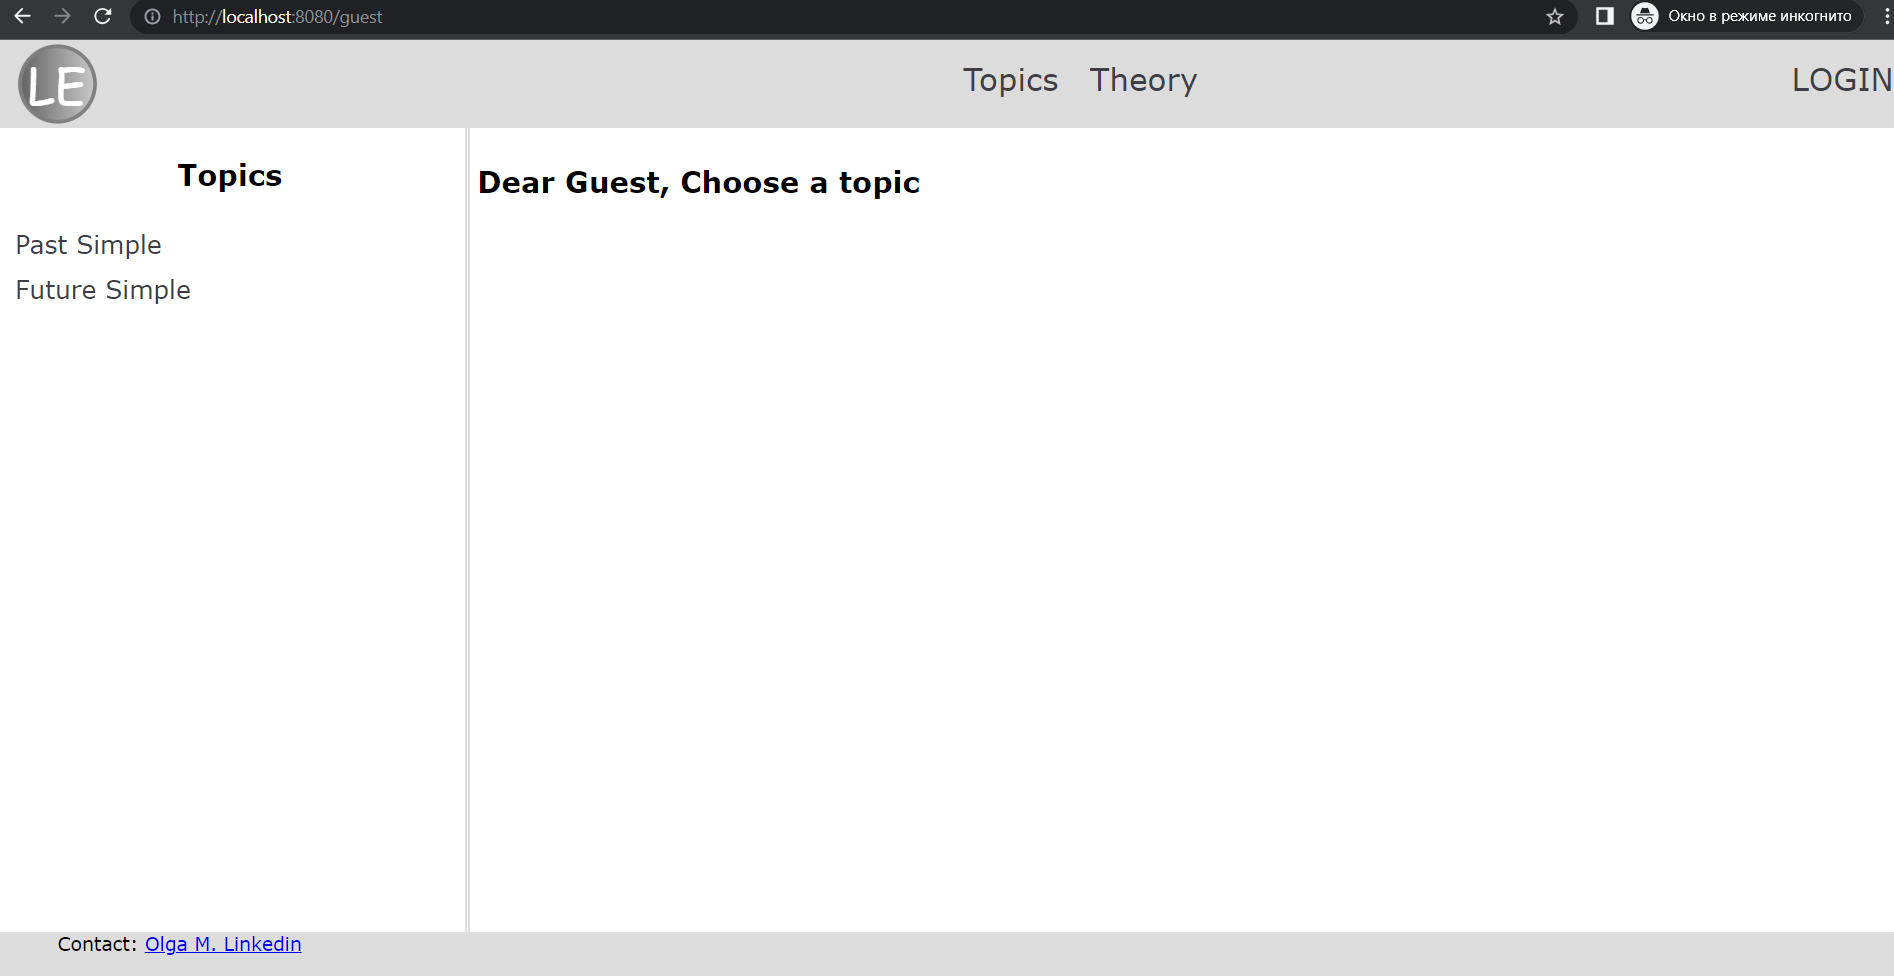 http://localhost:8080/guest
Окно в режиме инкогнито
LE
Topics Theory LOGIN
Topics
Past Simple
Future Simple
Dear Guest, Choose a topic
Contact: Olga M. Linkedin